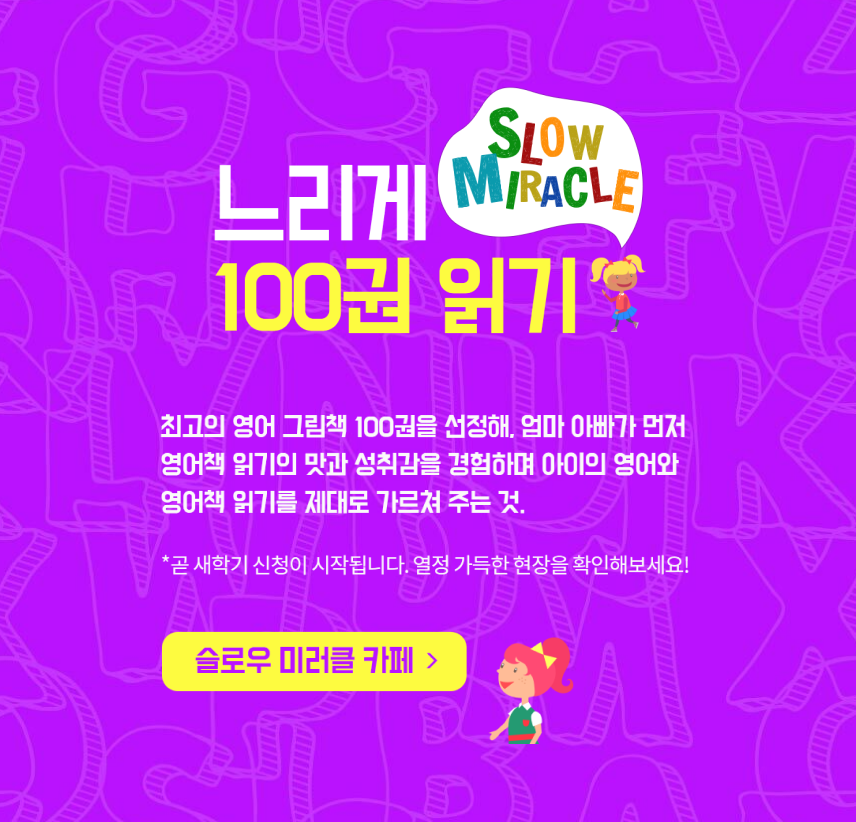 SLOW
MIRACLE
느리게
100권 읽기
최고의 영어 그림책 100권을 선정해, 엄마 아빠가 먼저
영어책 읽기의 맛과 성취감을 경험하며 아이의 영어와
영어책 읽기를 제대로 가르쳐 주는 것.
*곧 새학기 신청이 시작됩니다. 열정 가득한 현장을 확인해보세요!
슬로우 미러클 카페 >